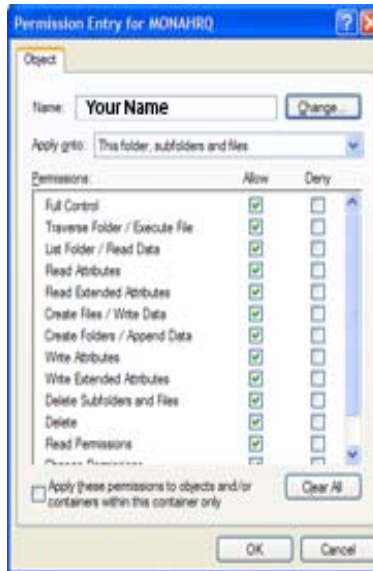 Permission Entry for MONAHRQ
Object
Name: Your Name Change...
Apply onto: This folder, subfolders and files
Permissions: Allow Deny
Full Control
Traverse Folder / Execute File
List Folder / Read Data
Read Attributes
Read Extended Attributes
Create Files / Write Data
Create Folders / Append Data
Write Attributes
Write Extended Attributes
Delete Subfolders and Files
Delete
Read Permissions
Change Permissions
Apply these permissions to objects and/or
containers within this container only
Clear All
OK Cancel